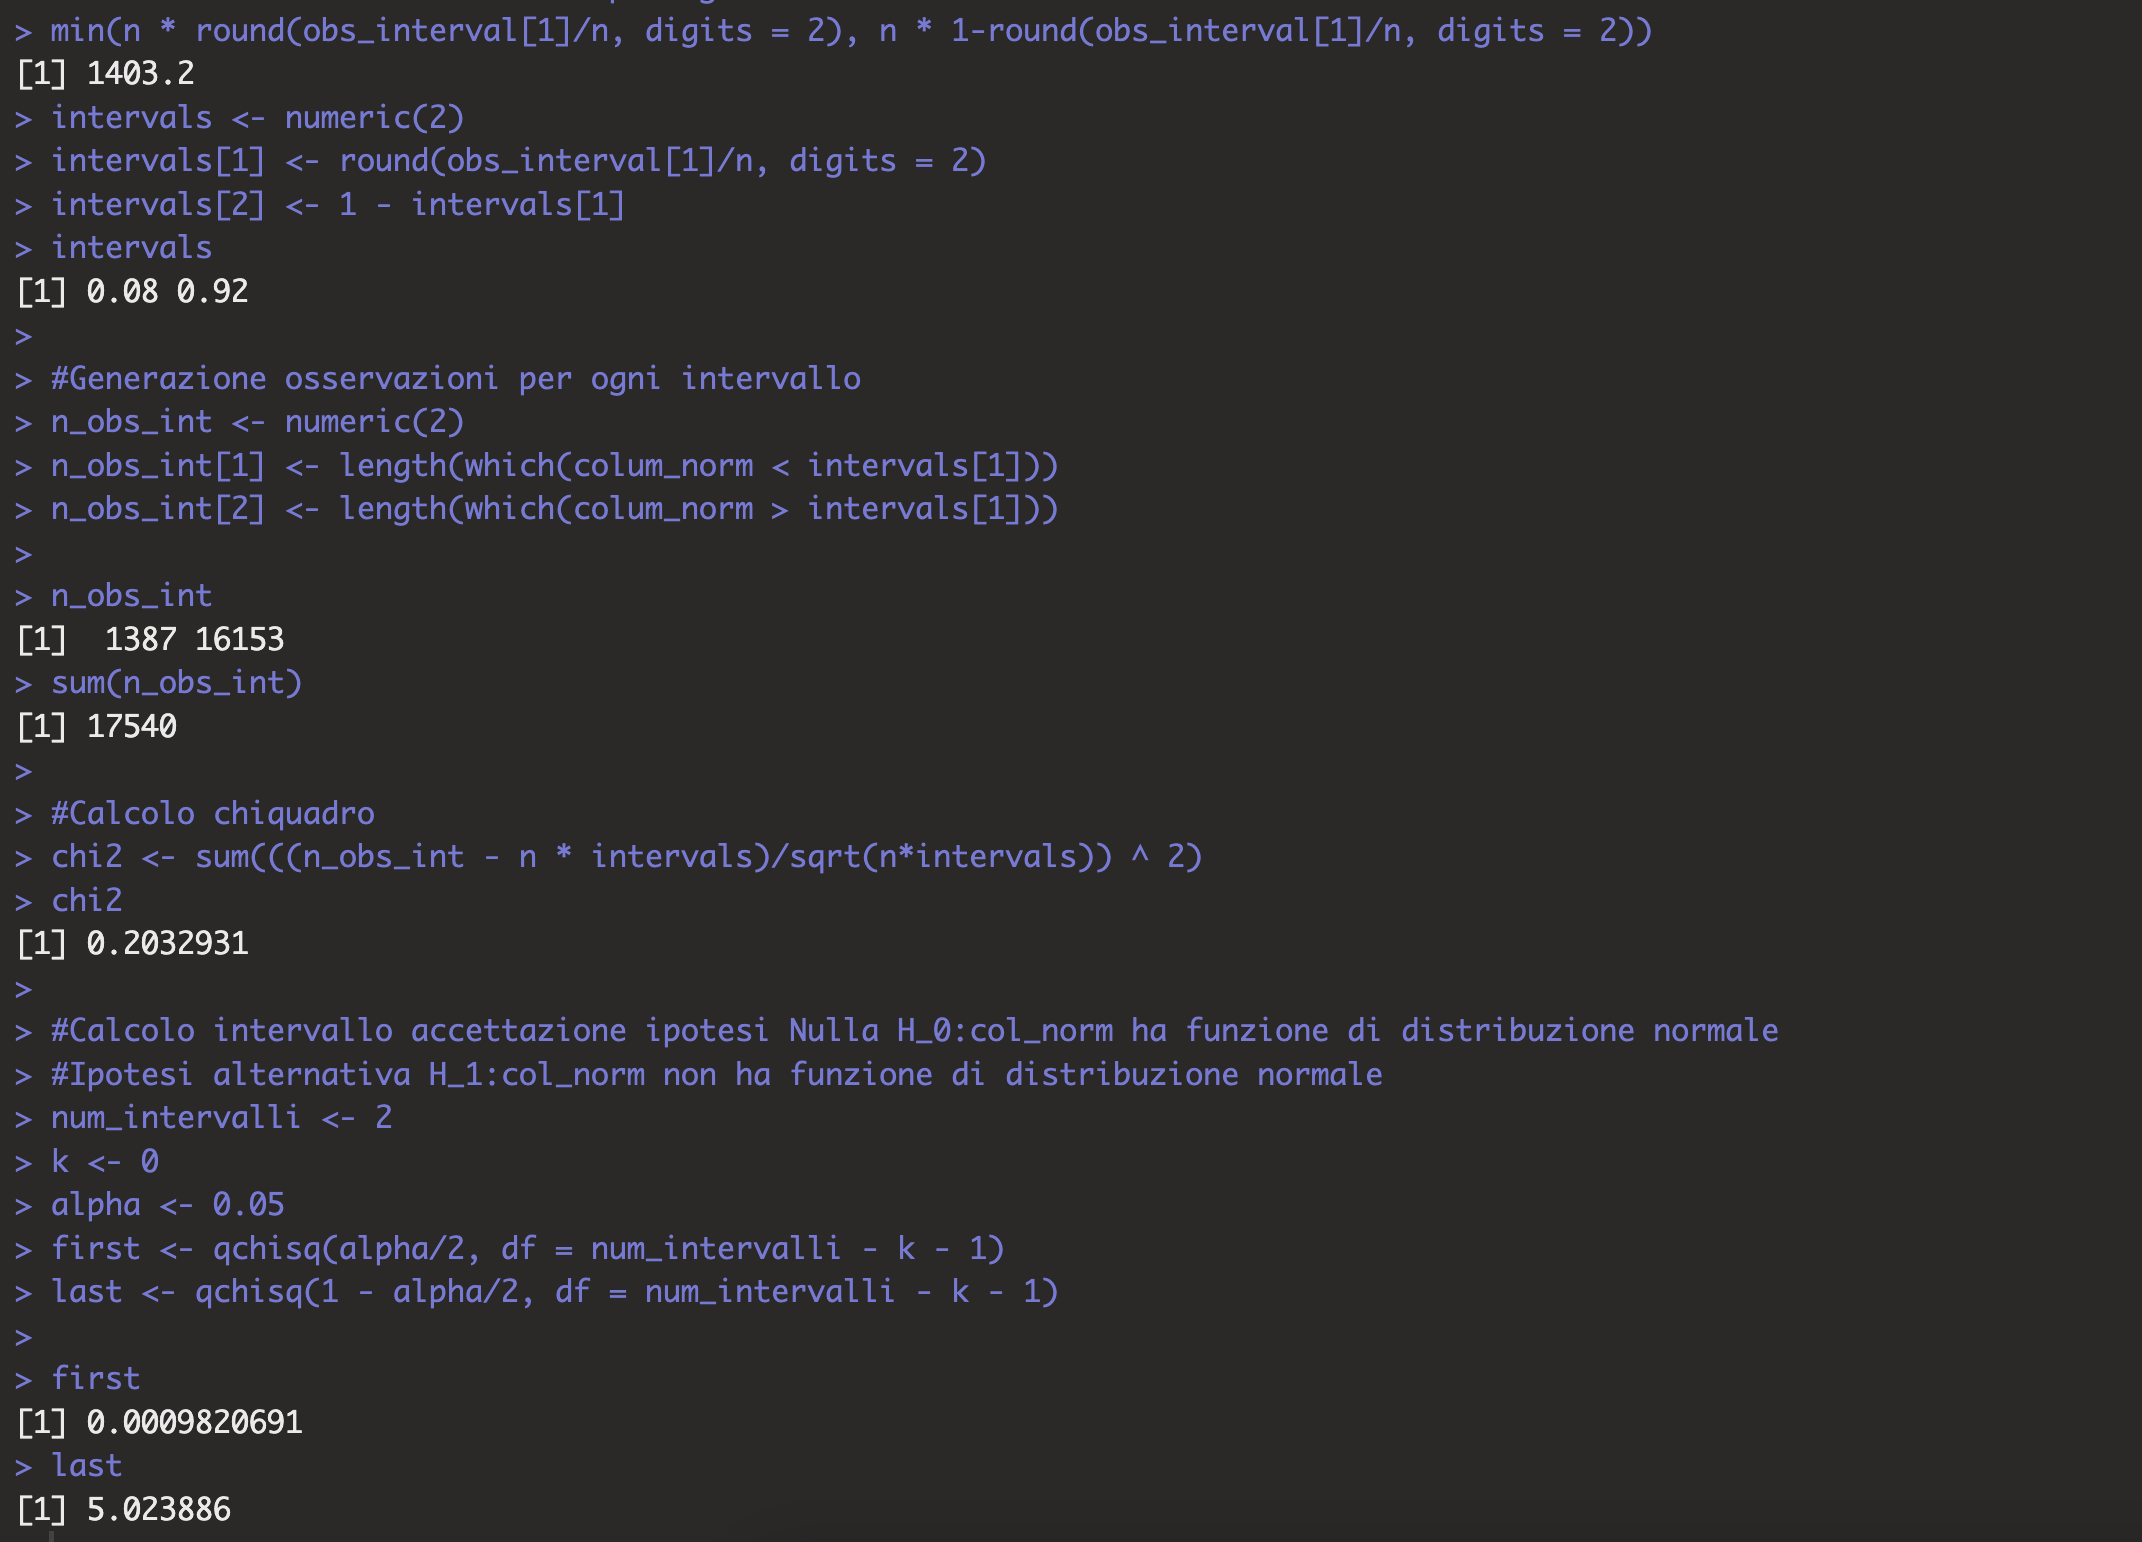 > min(n * round(obs_interval[1]/n, digits = 2), n * 1-round(obs_interval[1]/n, digits = 2))
[1] 1403.2
> intervals <- numeric(2)
> intervals[1] <- round(obs_interval[1]/n, digits = 2)
> intervals[2] <- 1 - intervals[1]
> intervals
[1] 0.08 0.92
>
> #Generazione osservazioni per ogni intervallo
> n_obs_int <- numeric(2)
> n_obs_int[1] <- length(which(colum_norm < intervals[1]))
> n_obs_int[2] <- length(which(colum_norm > intervals[1]))
>
> n_obs_int
[1]  1387 16153
> sum(n_obs_int)
[1] 17540
>
> #Calcolo chiquadro
> chi2 <- sum(((n_obs_int - n * intervals)/sqrt(n*intervals)) ^ 2)
> chi2
[1] 0.2032931
>
> #Calcolo intervallo accettazione ipotesi Nulla H_0:col_norm ha funzione di distribuzione normale
> #Ipotesi alternativa H_1:col_norm non ha funzione di distribuzione normale
> num_intervalli <- 2
> k <- 0
> alpha <- 0.05
> first <- qchisq(alpha/2, df = num_intervalli - k - 1)
> last <- qchisq(1 - alpha/2, df = num_intervalli - k - 1)
>
> first
[1] 0.0009820691
> last
[1] 5.023886